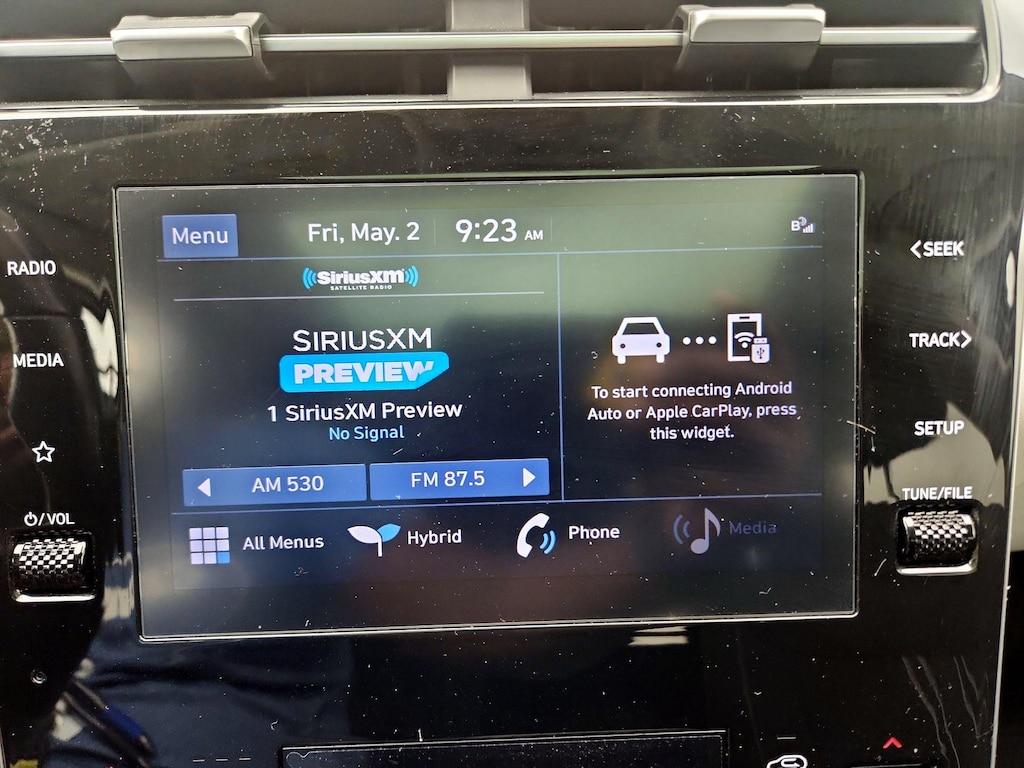 Menu
Fri, May. 2
9:23 AM
B
SiriusXM
SATELLITE RADIO
SIRIUSXM
PREVIEW
1 SiriusXM Preview
No Signal
AM 530
FM 87.5
To start connecting Android
Auto or Apple CarPlay, press
this widget.
All Menus
Hybrid
Phone
Media
RADIO
MEDIA
/VOL
<SEEK
TRACK>
SETUP
TUNE/FILE